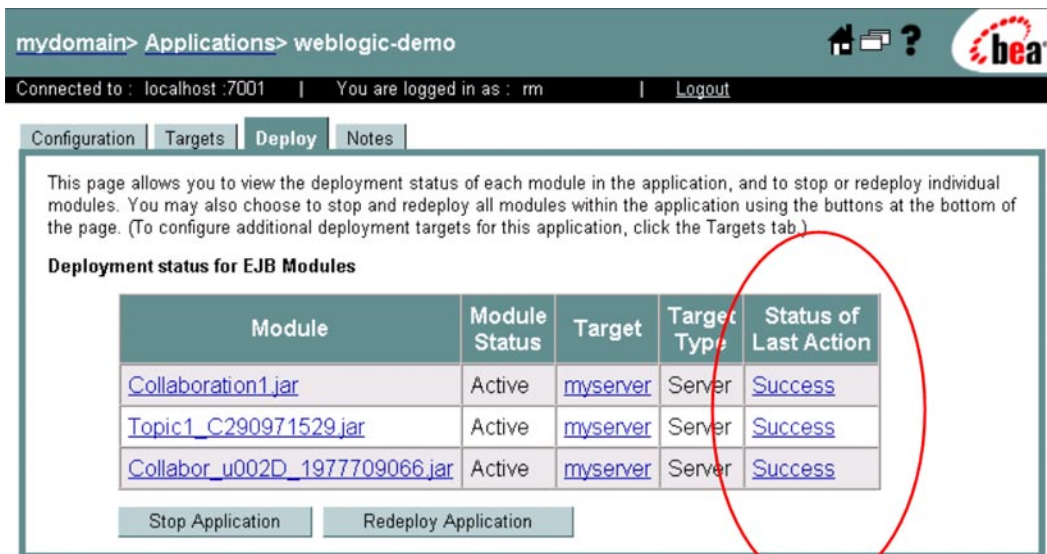 mydomain> Applications> weblogic-demo
?
bea
Connected to : localhost :7001 | You are logged in as : rm | Logout
Configuration Targets Deploy Notes
This page allows you to view the deployment status of each module in the application, and to stop or redeploy individual
modules. You may also choose to stop and redeploy all modules within the application using the buttons at the bottom of
the page. (To configure additional deployment targets for this application, click the Targets tab.)
Deployment status for EJB Modules
Module Module Status Target Target Type Status of Last Action
Collaboration1.jar Active myserver Server Success
Topic1_C290971529.jar Active myserver Server Success
Collabor_u002D_1977709066.jar Active myserver Server Success
Stop Application Redeploy Application